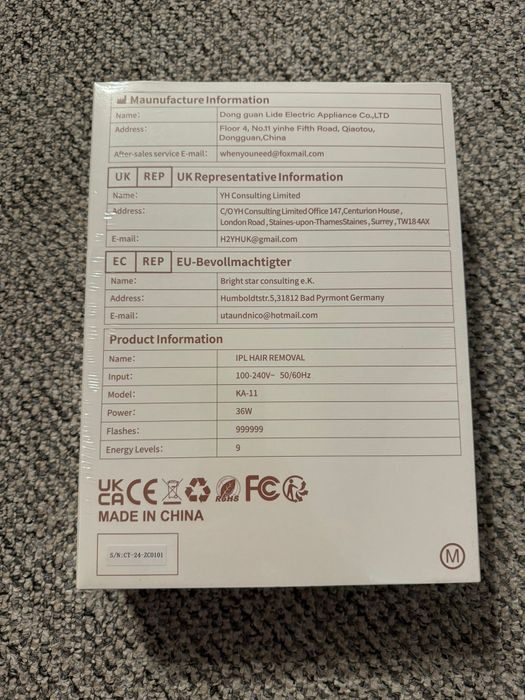 Maunufacture Information
Name: Dong guan Lide Electric Appliance Co.,LTD
Address: Floor 4, No.11 yinhe Fifth Road, Qiaotou,
Dongguan,China
After-sales service E-mail: whenyouneed@foxmail.com
UK REP UK Representative Information
Name: YH Consulting Limited
Address: C/O YH Consulting Limited Office 147,Centurion House,
London Road, Staines-upon-ThamesStaines, Surrey, TW18 4AX
E-mail: H2YHUK@gmail.com
EC REP EU-Bevollmachtigter
Name: Bright star consulting e.K.
Address: Humboldtstr.5,31812 Bad Pyrmont Germany
E-mail: utaundnico@hotmail.com
Product Information
Name: IPL HAIR REMOVAL
Input: 100-240V~ 50/60Hz
Model: KA-11
Power: 36W
Flashes: 999999
Energy Levels: 9
UK CA CE RoHS FC
MADE IN CHINA
S/N:CT-24-ZC0101
M